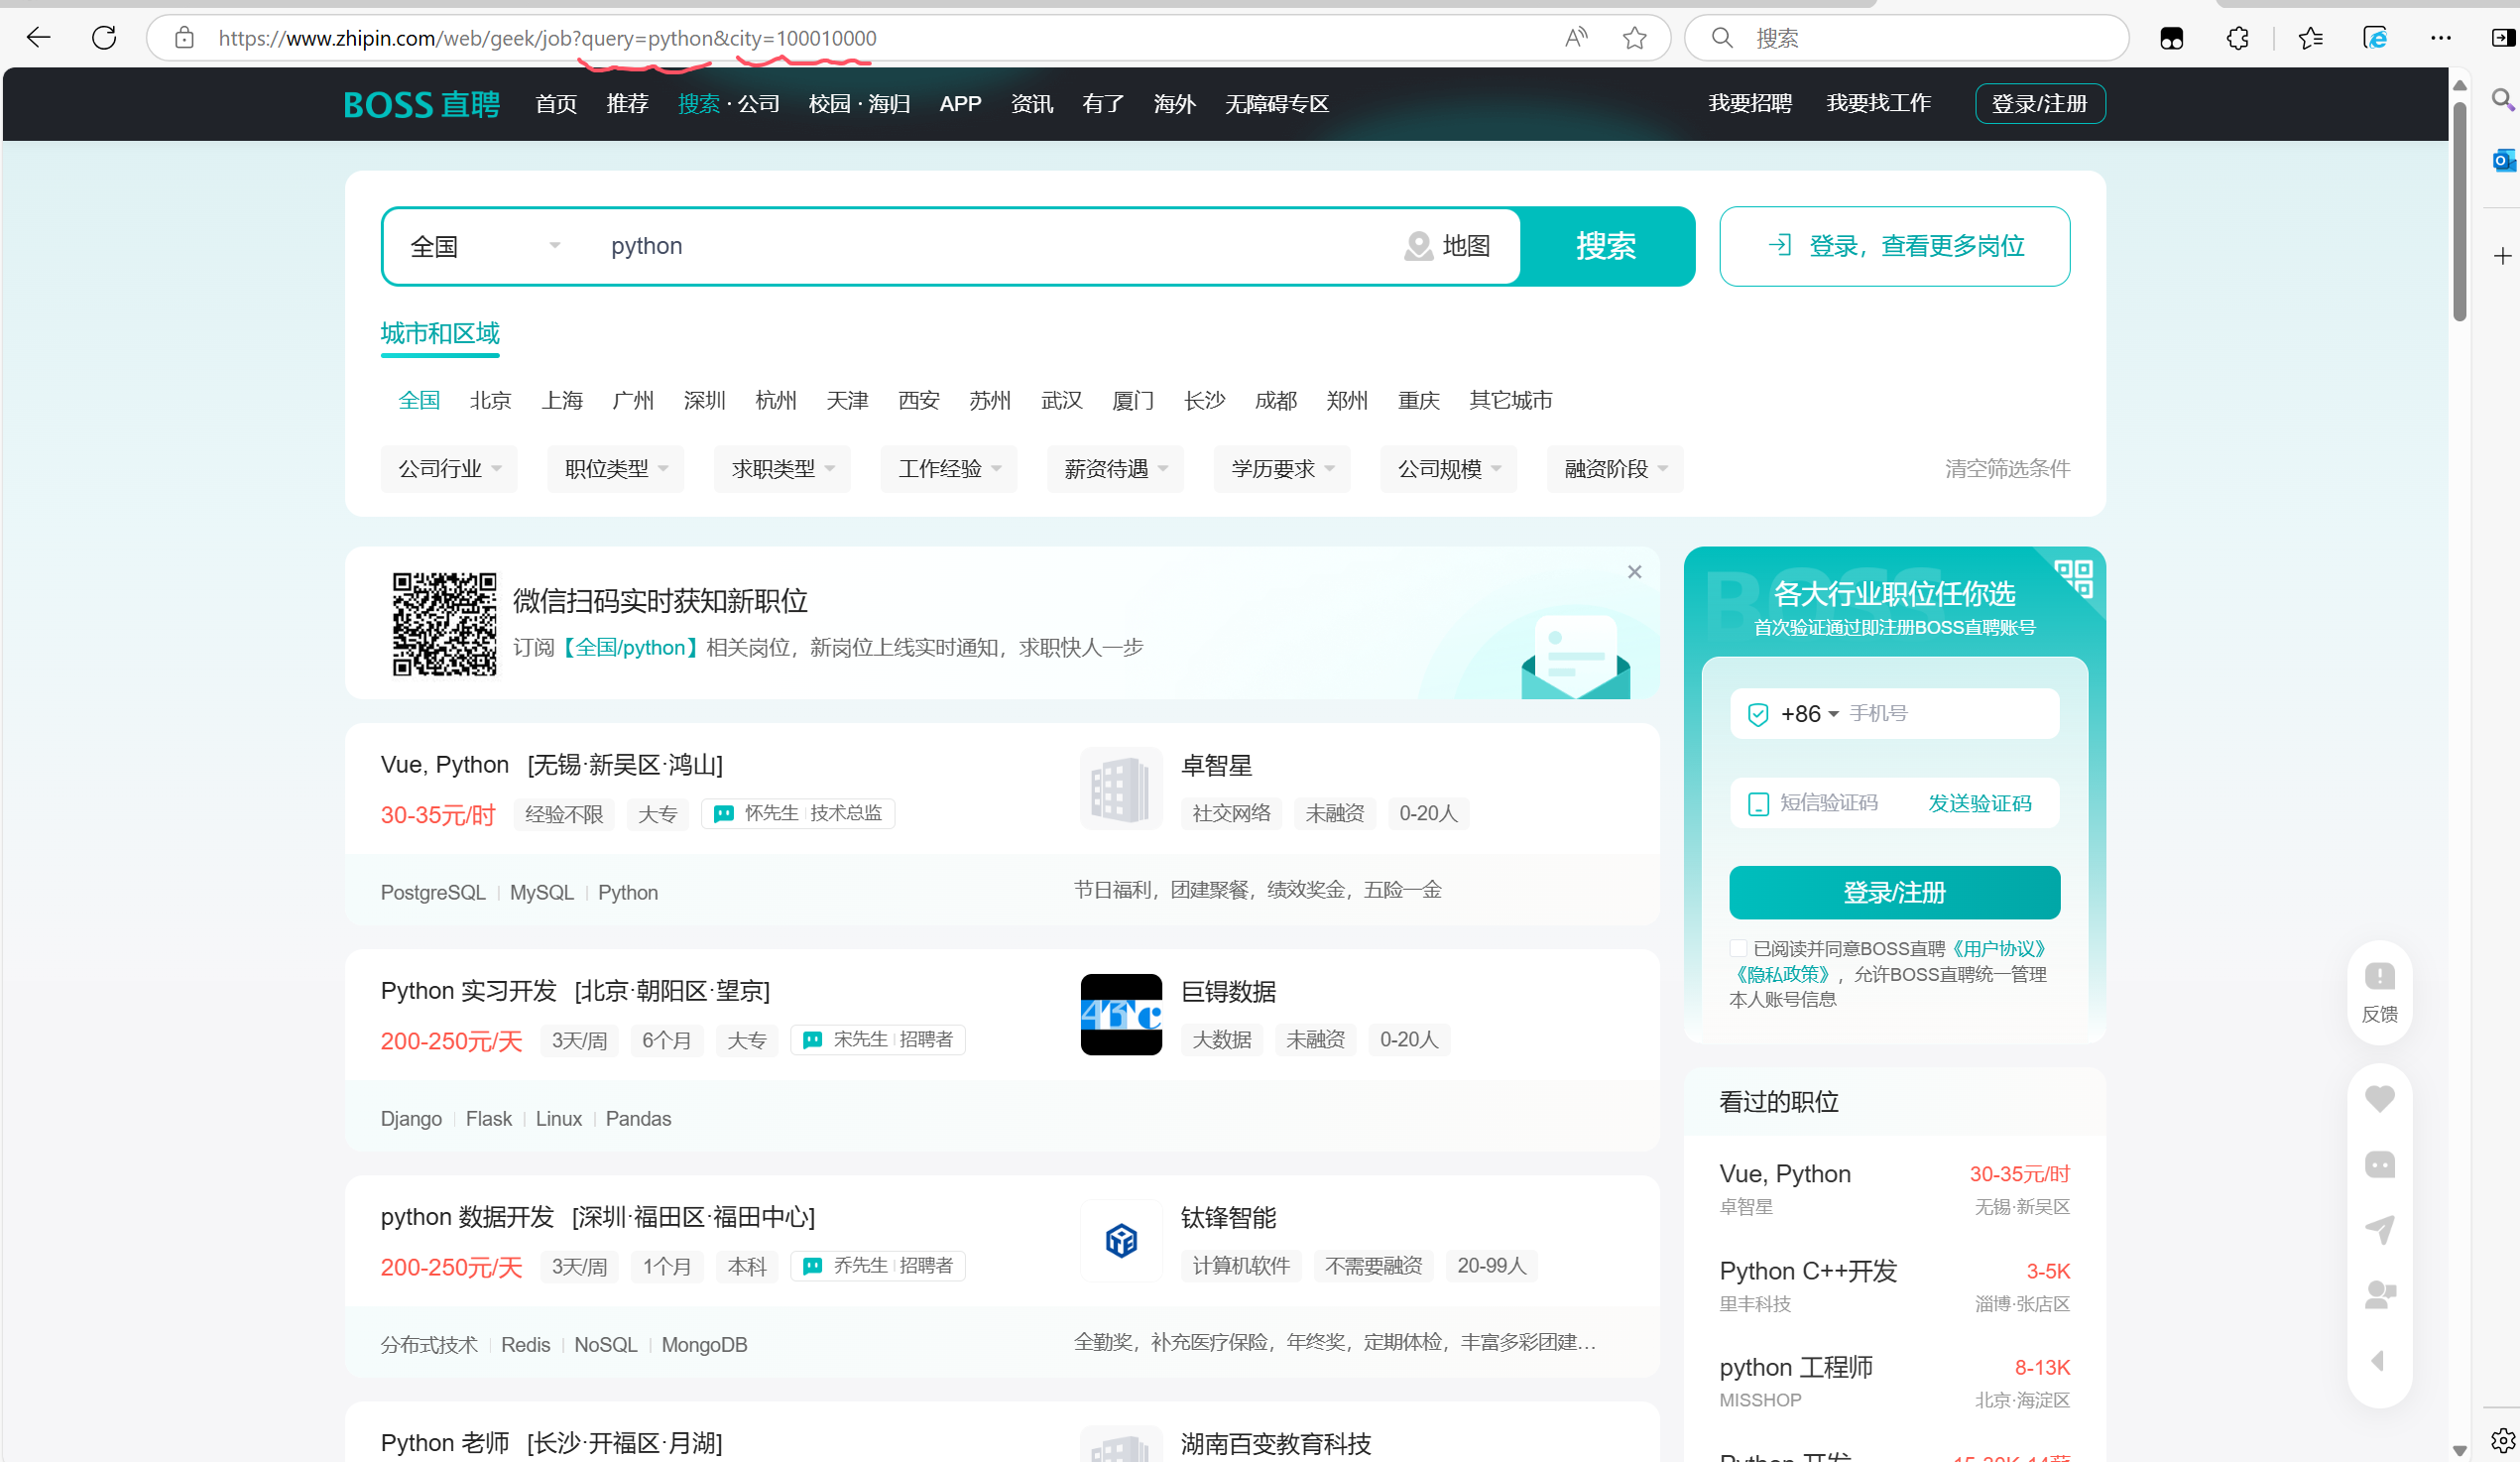 https://www.zhipin.com/web/geek/job?query=python&city=100010000
搜索
BOSS 直聘 首页 推荐 搜索 · 公司 校园 · 海归 APP 资讯 有了 海外 无障碍专区 我要招聘 我要找工作 登录/注册
全国 python 地图 搜索 登录，查看更多岗位
城市和区域
全国 北京 上海 广州 深圳 杭州 天津 西安 苏州 武汉 厦门 长沙 成都 郑州 重庆 其它城市
公司行业 职位类型 求职类型 工作经验 薪资待遇 学历要求 公司规模 融资阶段 清空筛选条件
微信扫码实时获知新职位
订阅【全国/python】相关岗位，新岗位上线实时通知，求职快人一步
Vue, Python [无锡·新吴区·鸿山]
30-35元/时 经验不限 大专 怀先生 技术总监
卓智星
社交网络 未融资 0-20人
PostgreSQL MySQL Python
节日福利，团建聚餐，绩效奖金，五险一金
Python 实习开发 [北京·朝阳区·望京]
200-250元/天 3天/周 6个月 大专 宋先生 招聘者
巨锝数据
大数据 未融资 0-20人
Django Flask Linux Pandas
python 数据开发 [深圳·福田区·福田中心]
200-250元/天 3天/周 1个月 本科 乔先生 招聘者
钛锋智能
计算机软件 不需要融资 20-99人
分布式技术 Redis NoSQL MongoDB
全勤奖，补充医疗保险，年终奖，定期体检，丰富多彩团建…
Python 老师 [长沙·开福区·月湖]
湖南百变教育科技
BOSS
各大行业职位任你选
首次验证通过即注册BOSS直聘账号
+86 手机号
短信验证码 发送验证码
登录/注册
已阅读并同意BOSS直聘《用户协议》
《隐私政策》，允许BOSS直聘统一管理
本人账号信息
看过的职位
Vue, Python 30-35元/时
卓智星 无锡·新吴区
Python C++开发 3-5K
里丰科技 淄博·张店区
python 工程师 8-13K
MISSHOP 北京·海淀区
反馈